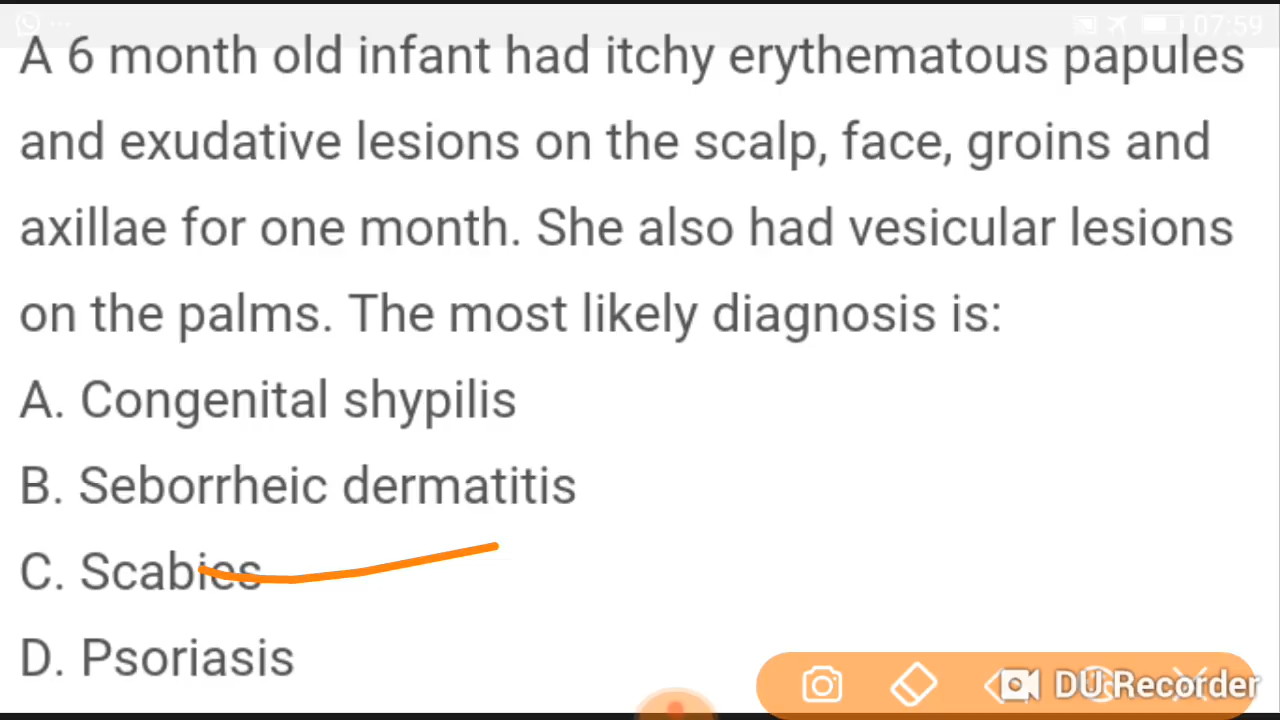 07:59
A 6 month old infant had itchy erythematous papules
and exudative lesions on the scalp, face, groins and
axillae for one month. She also had vesicular lesions
on the palms. The most likely diagnosis is:
A. Congenital shypilis
B. Seborrheic dermatitis
C. Scabies
D. Psoriasis
DU Recorder